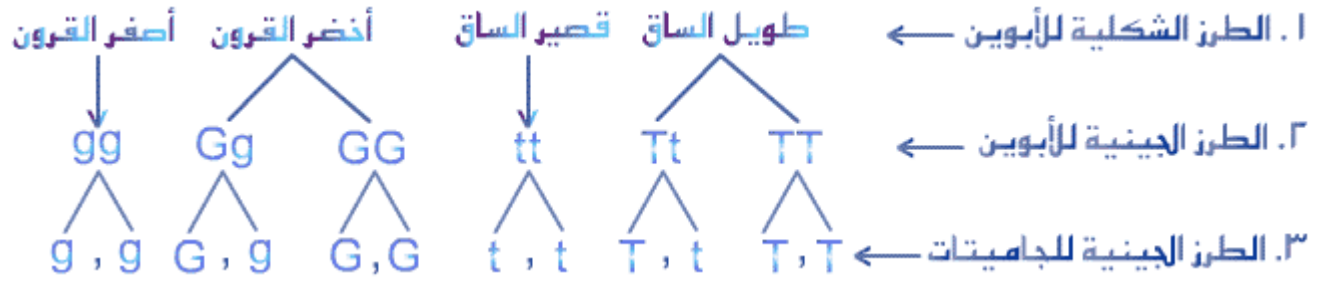 ١. الطرز الشكلية للأبوين ← طويل الساق قصير الساق أخضر القرون أصفر القرون
٢. الطرز الجينية للأبوين ← TT Tt tt GG Gg gg
٣. الطرز الجينية للجاميتات ← T , T T , t t , t G , G G , g g , g